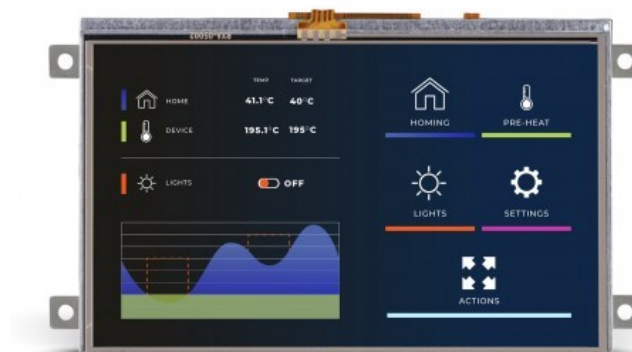 TEMP TARGET
HOME 41.1°C 40°C
DEVICE 195.1°C 195°C
LIGHTS OFF
HOMING PRE-HEAT
LIGHTS SETTINGS
ACTIONS